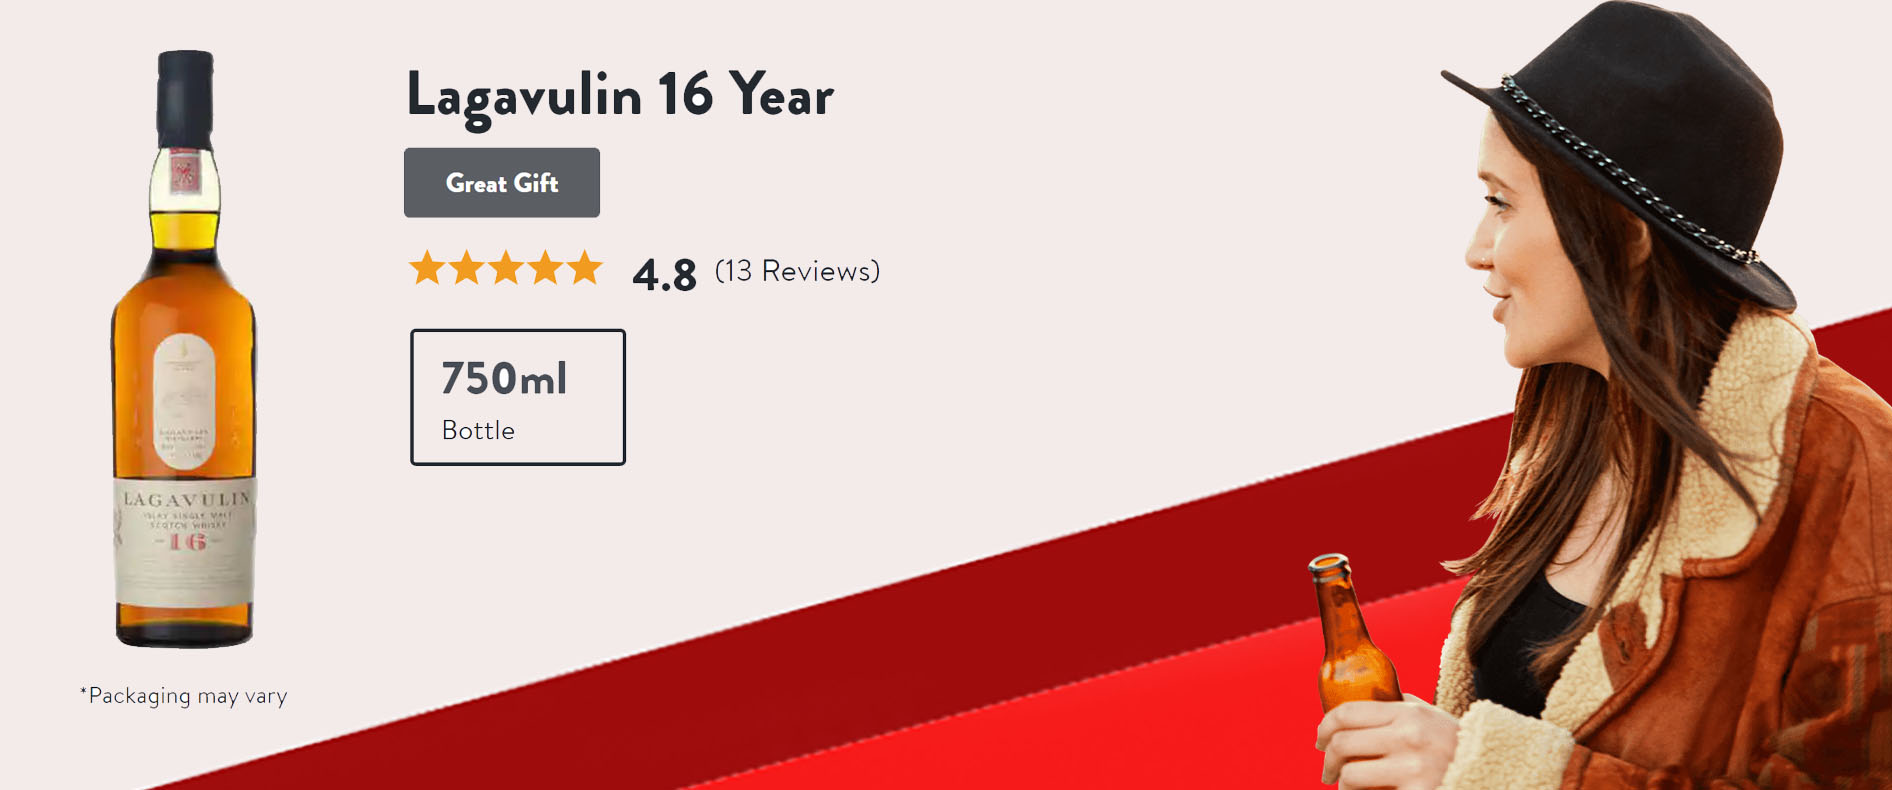 Lagavulin 16 Year
Great Gift
4.8 (13 Reviews)
750ml
Bottle
LAGAVULIN
ISLAY SINGLE MALT
SCOTCH WHISKY
16
*Packaging may vary